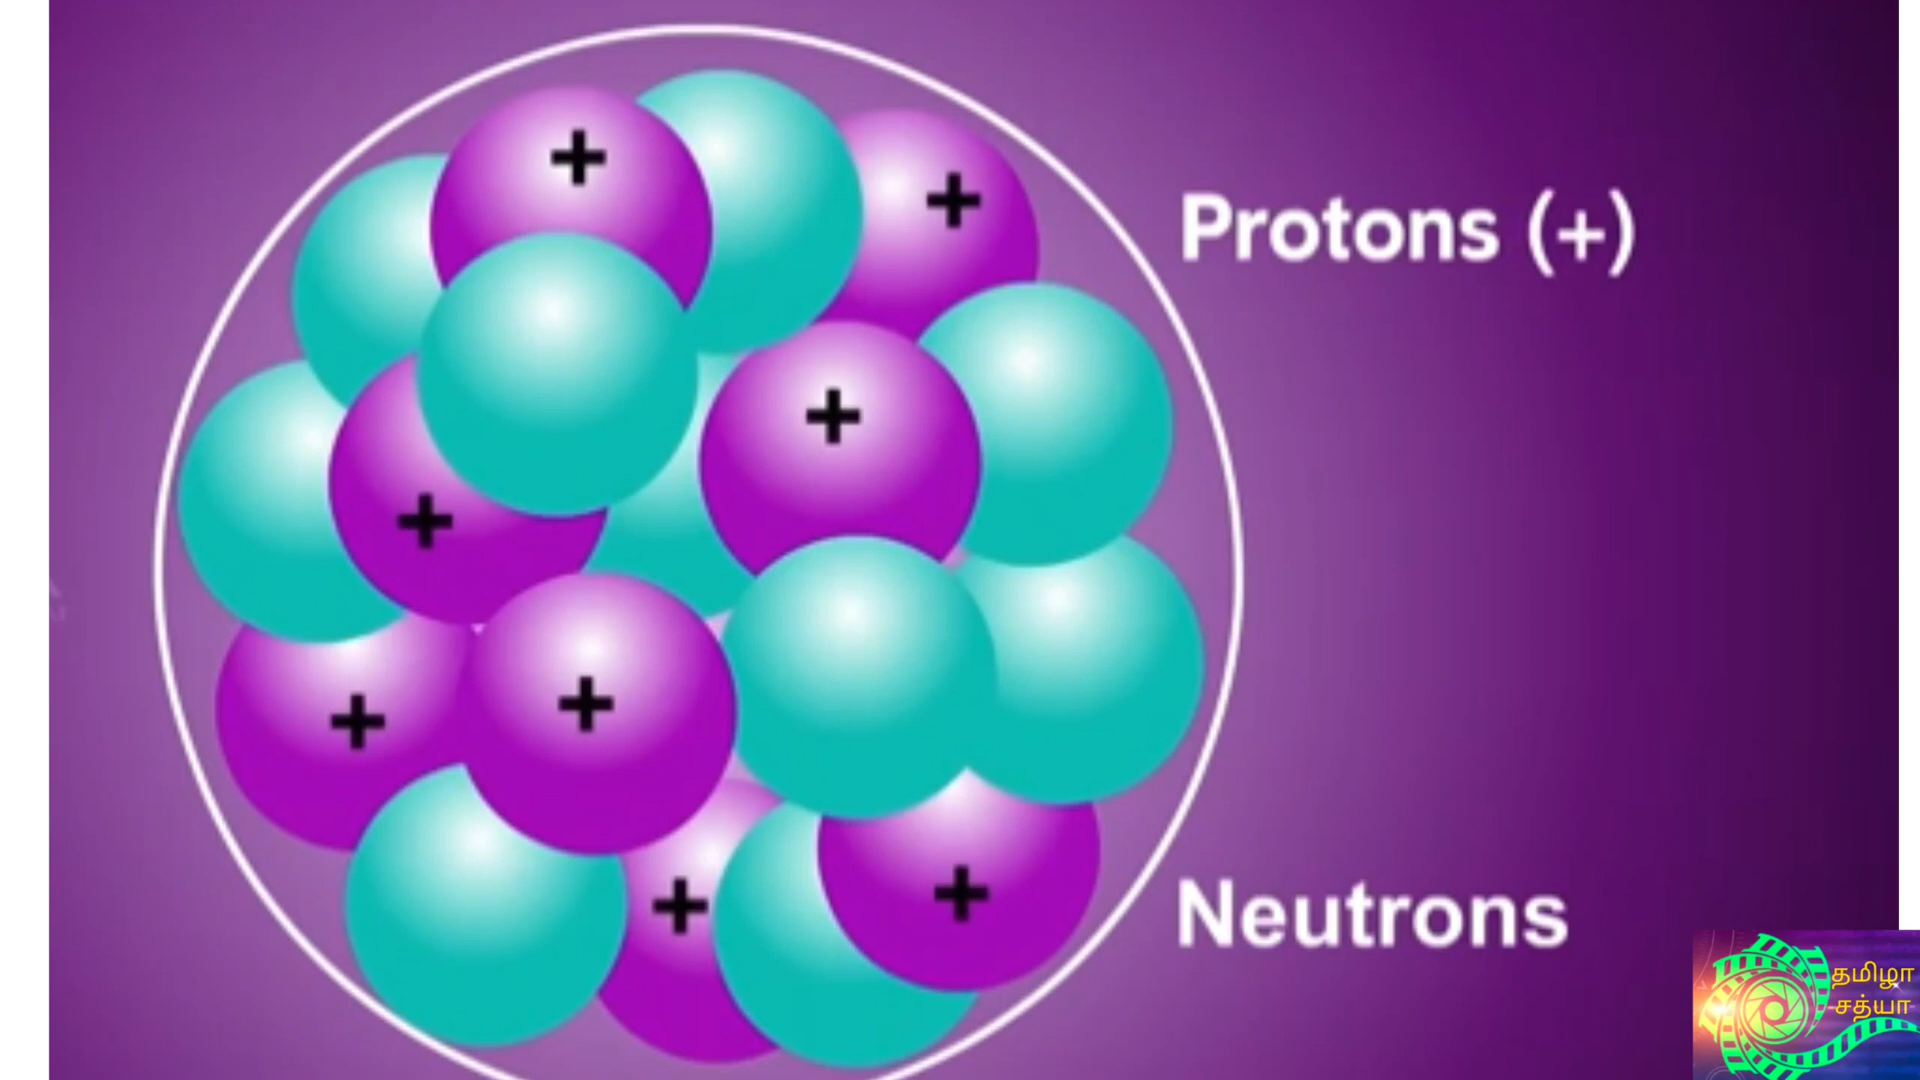 +
+
+
+
+
+
+
+
Protons (+)
Neutrons
தமிழா
சத்யா